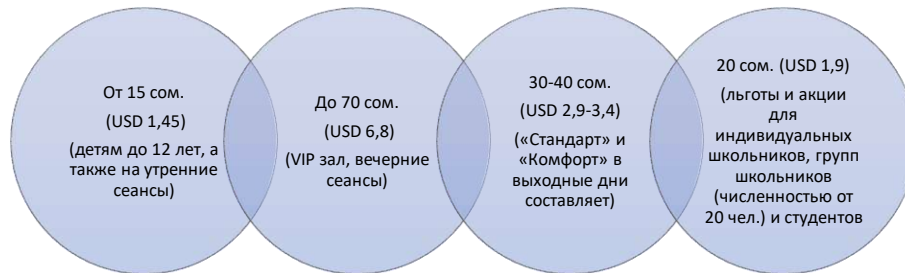 От 15 сом.
(USD 1,45)
(детям до 12 лет, а
также на утренние
сеансы)
До 70 сом.
(USD 6,8)
(VIP зал, вечерние
сеансы)
30-40 сом.
(USD 2,9-3,4)
(«Стандарт» и
«Комфорт» в
выходные дни
составляет)
20 сом. (USD 1,9)
(льготы и акции
для
индивидуальных
школьников, групп
школьников
(численностью от
20 чел.) и студентов